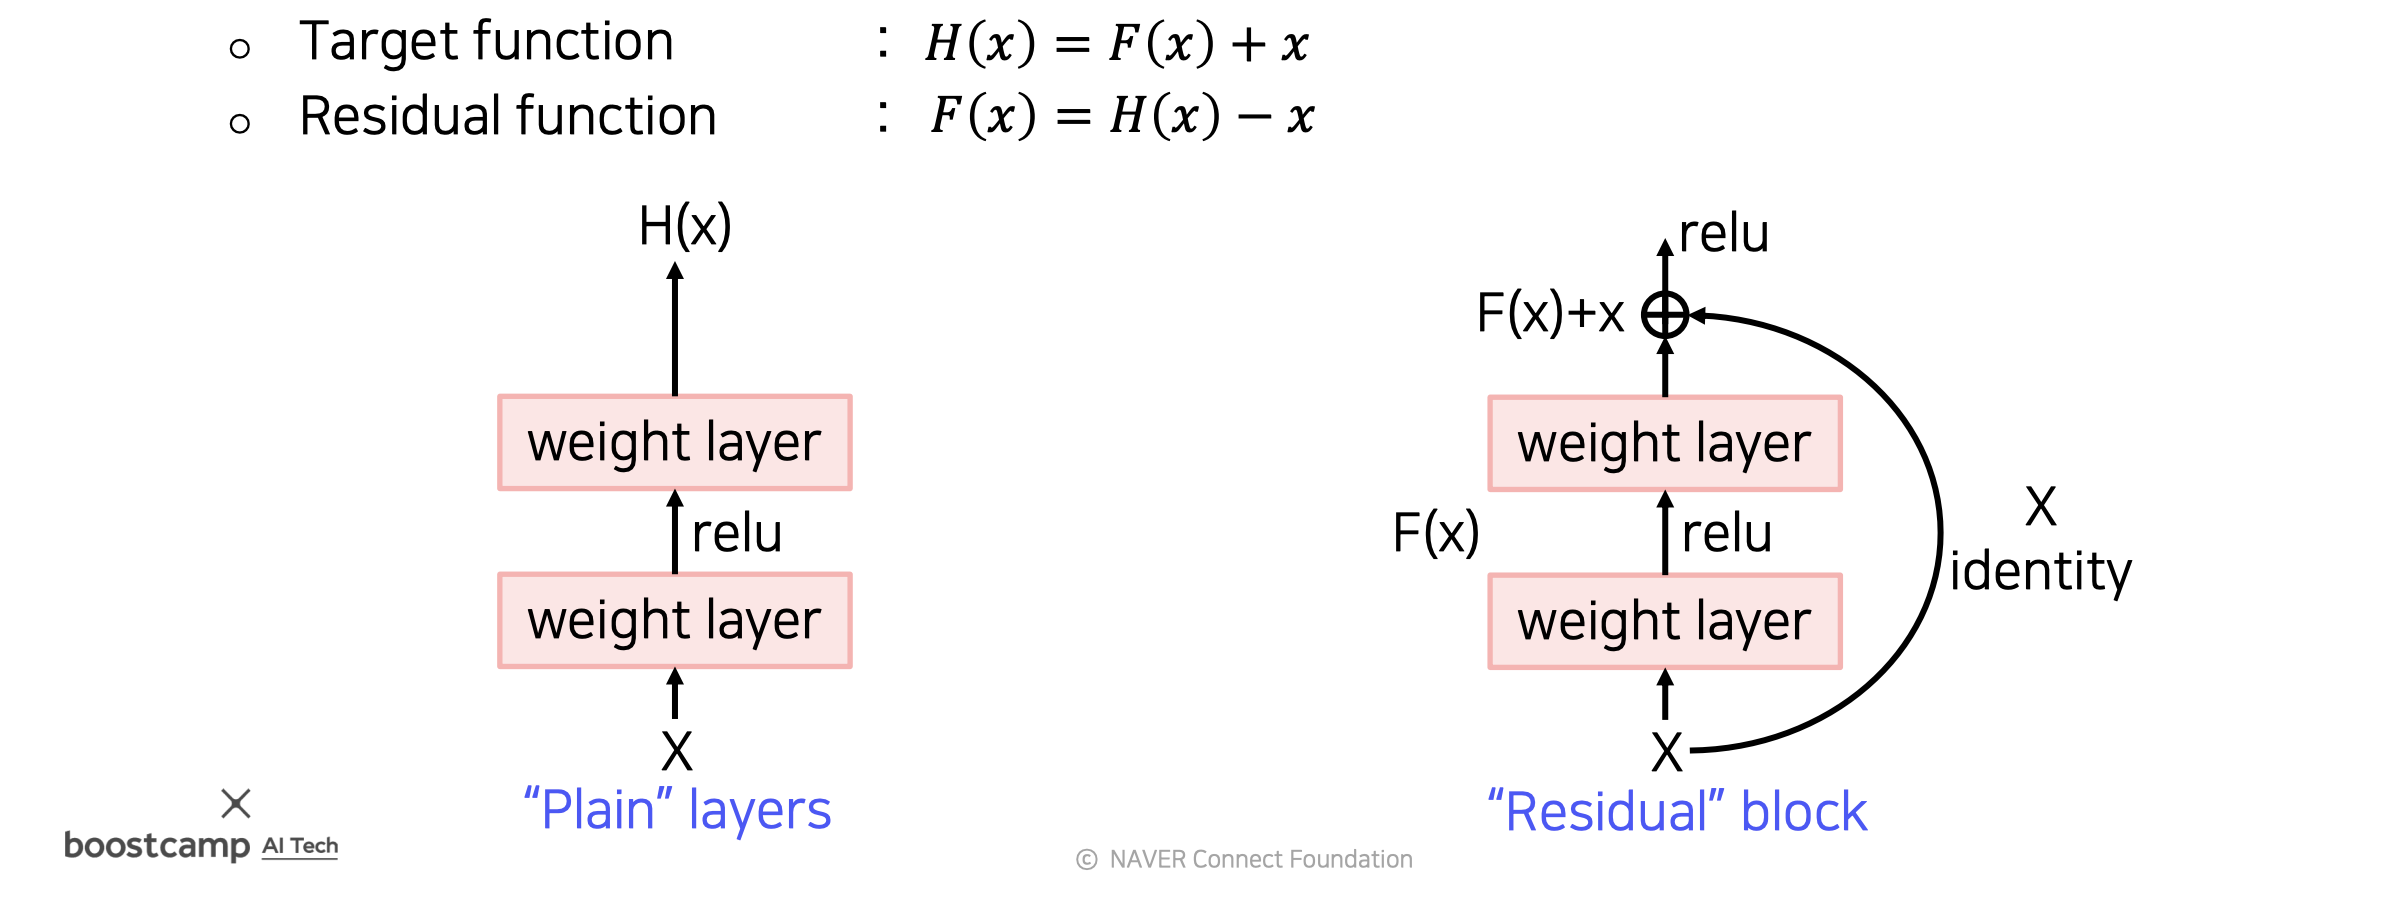 ○ Target function : H(x) = F(x) + x
○ Residual function : F(x) = H(x) − x
H(x)
weight layer
relu
weight layer
X
“Plain” layers
relu
F(x)+x
weight layer
F(x)
relu
X
identity
weight layer
X
“Residual” block
boostcamp AI Tech
© NAVER Connect Foundation